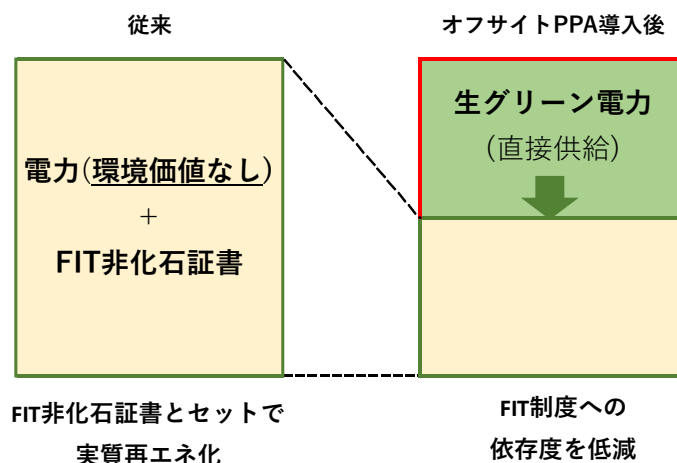 従来
電力(環境価値なし)
+
FIT非化石証書
FIT非化石証書とセットで
実質再エネ化
オフサイトPPA導入後
生グリーン電力
(直接供給)
FIT制度への
依存度を低減